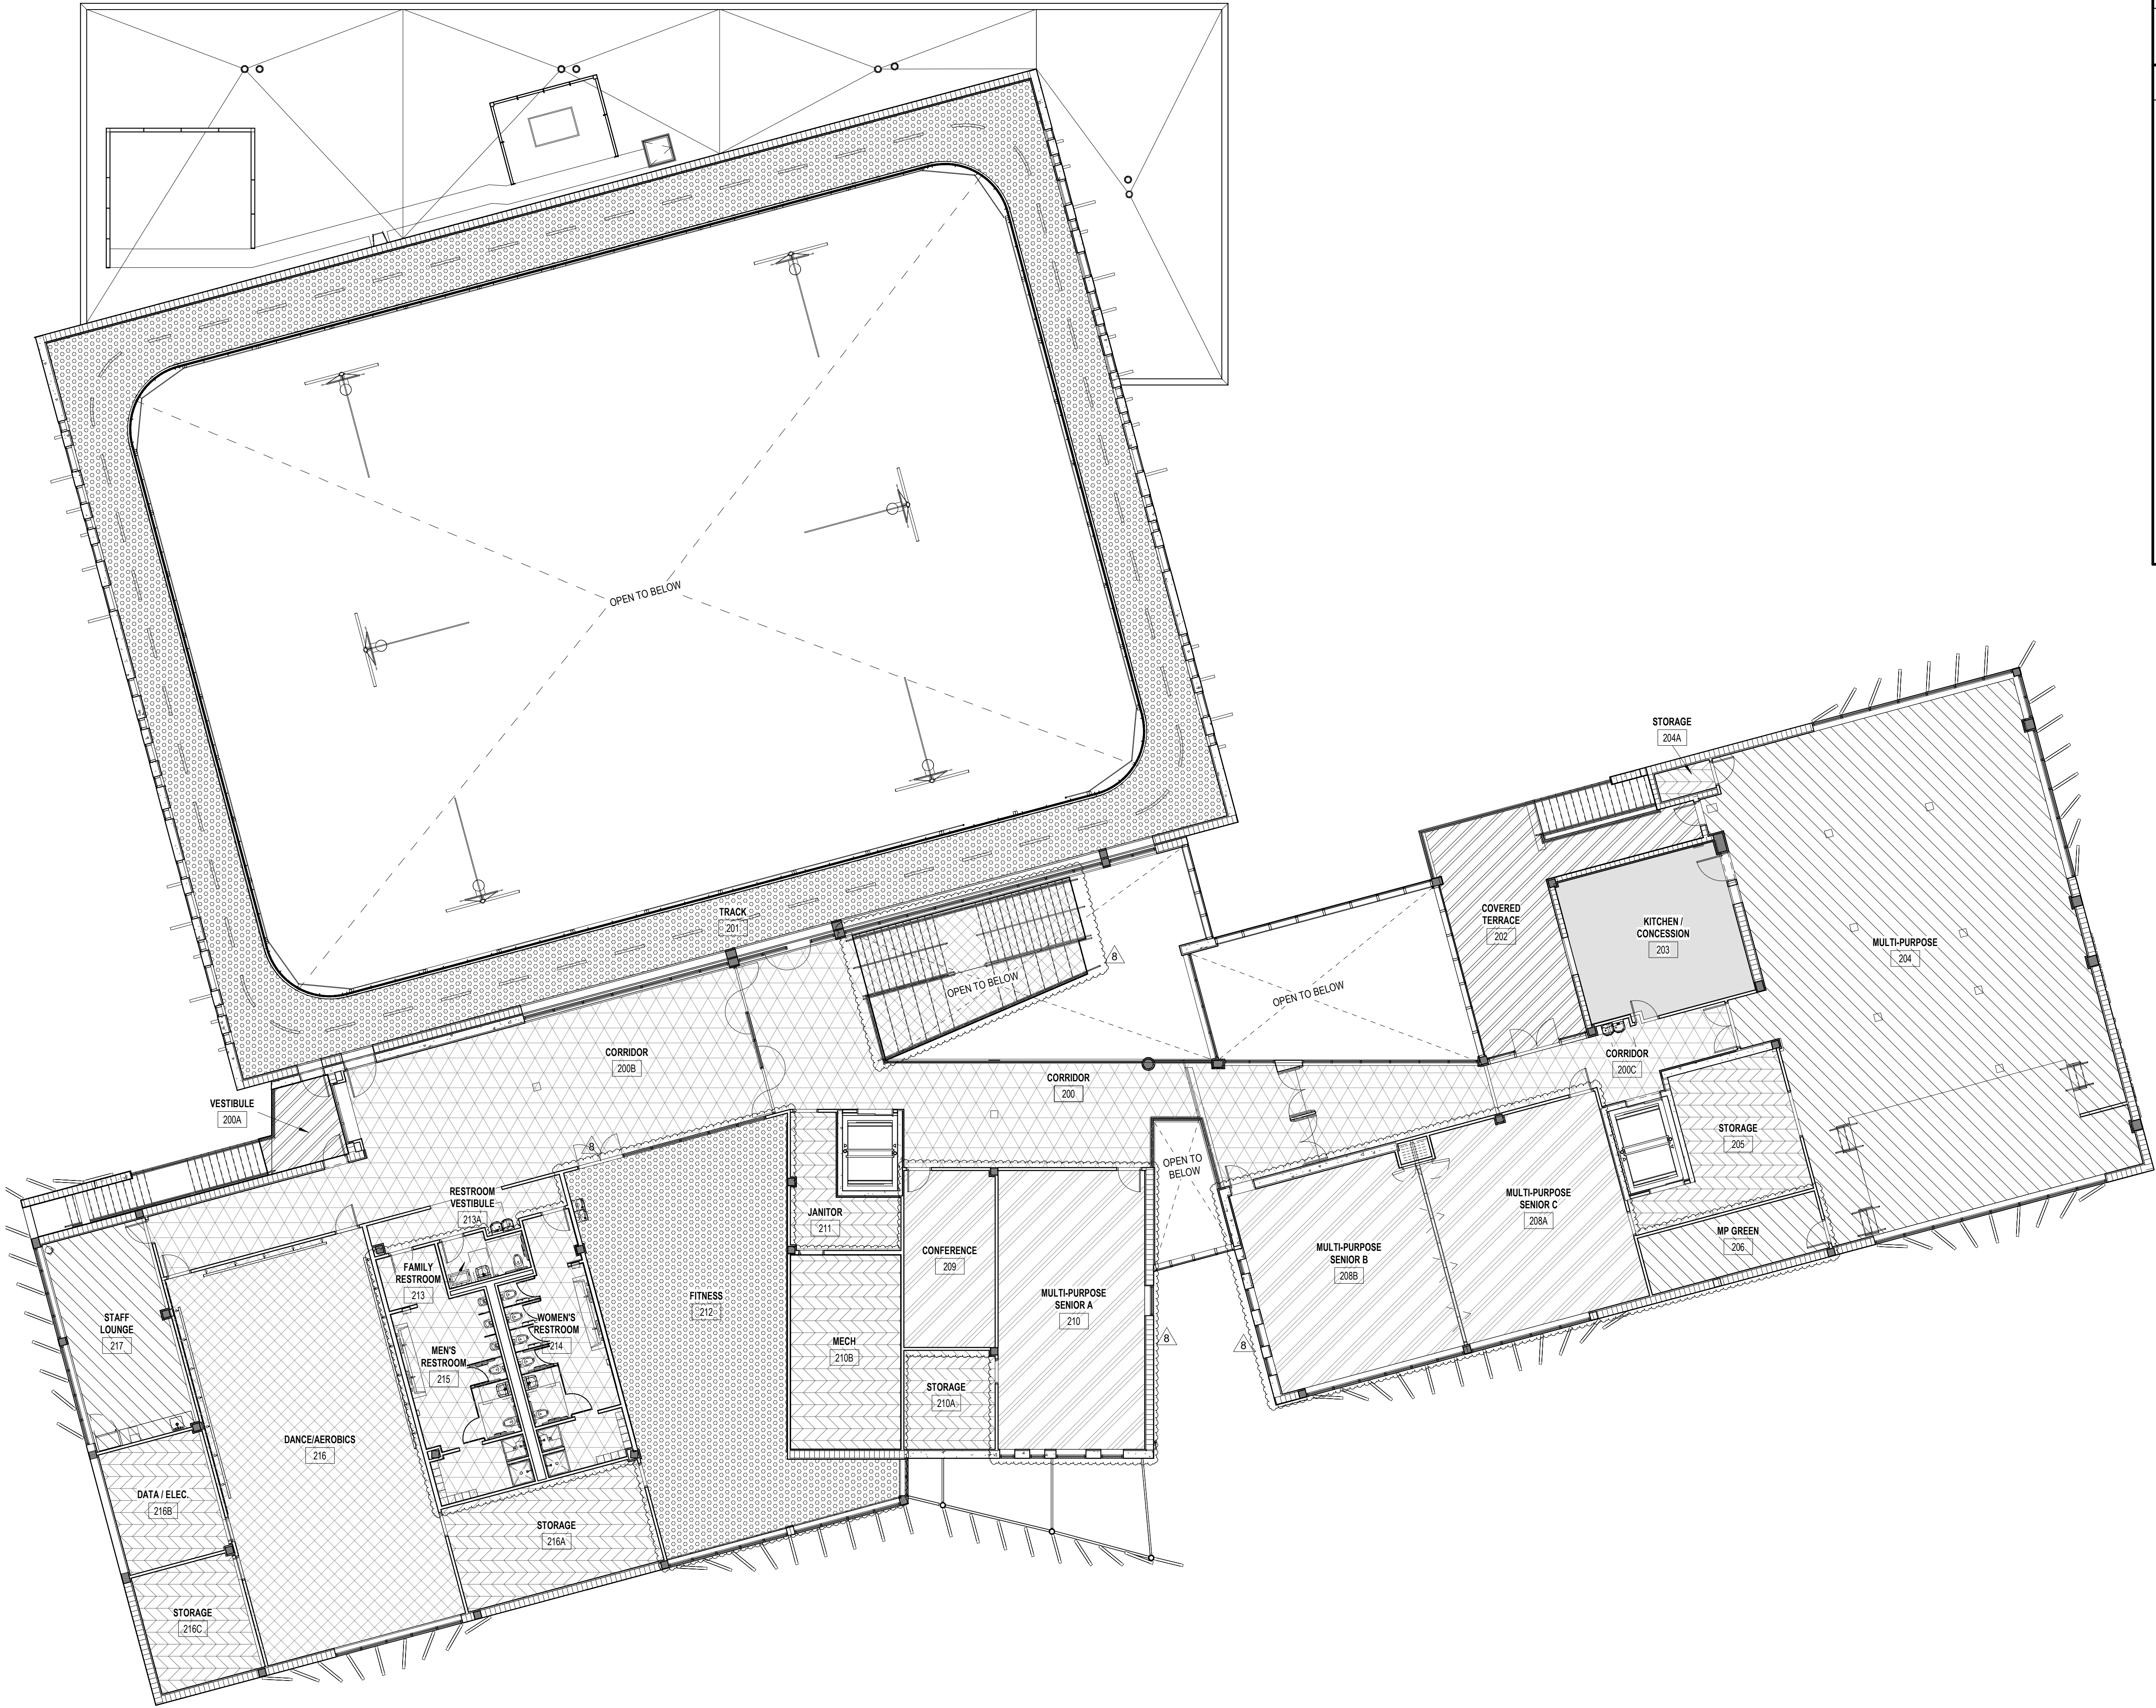 OPEN TO BELOW
STORAGE
204A
TRACK
201
COVERED
TERRACE
202
KITCHEN /
CONCESSION
203
MULTI-PURPOSE
204
8
OPEN TO BELOW
OPEN TO BELOW
CORRIDOR
200B
CORRIDOR
200
CORRIDOR
200C
VESTIBULE
200A
8
STORAGE
205
OPEN TO
BELOW
RESTROOM
VESTIBULE
213A
JANITOR
211
MULTI-PURPOSE
SENIOR C
208A
MP GREEN
206
CONFERENCE
209
MULTI-PURPOSE
SENIOR B
208B
FAMILY
RESTROOM
213
FITNESS
212
MULTI-PURPOSE
SENIOR A
210
STAFF
LOUNGE
217
WOMEN'S
RESTROOM
214
MECH
210B
8
8
MEN'S
RESTROOM
215
STORAGE
210A
DANCE/AEROBICS
216
DATA / ELEC.
216B
STORAGE
216A
STORAGE
216C